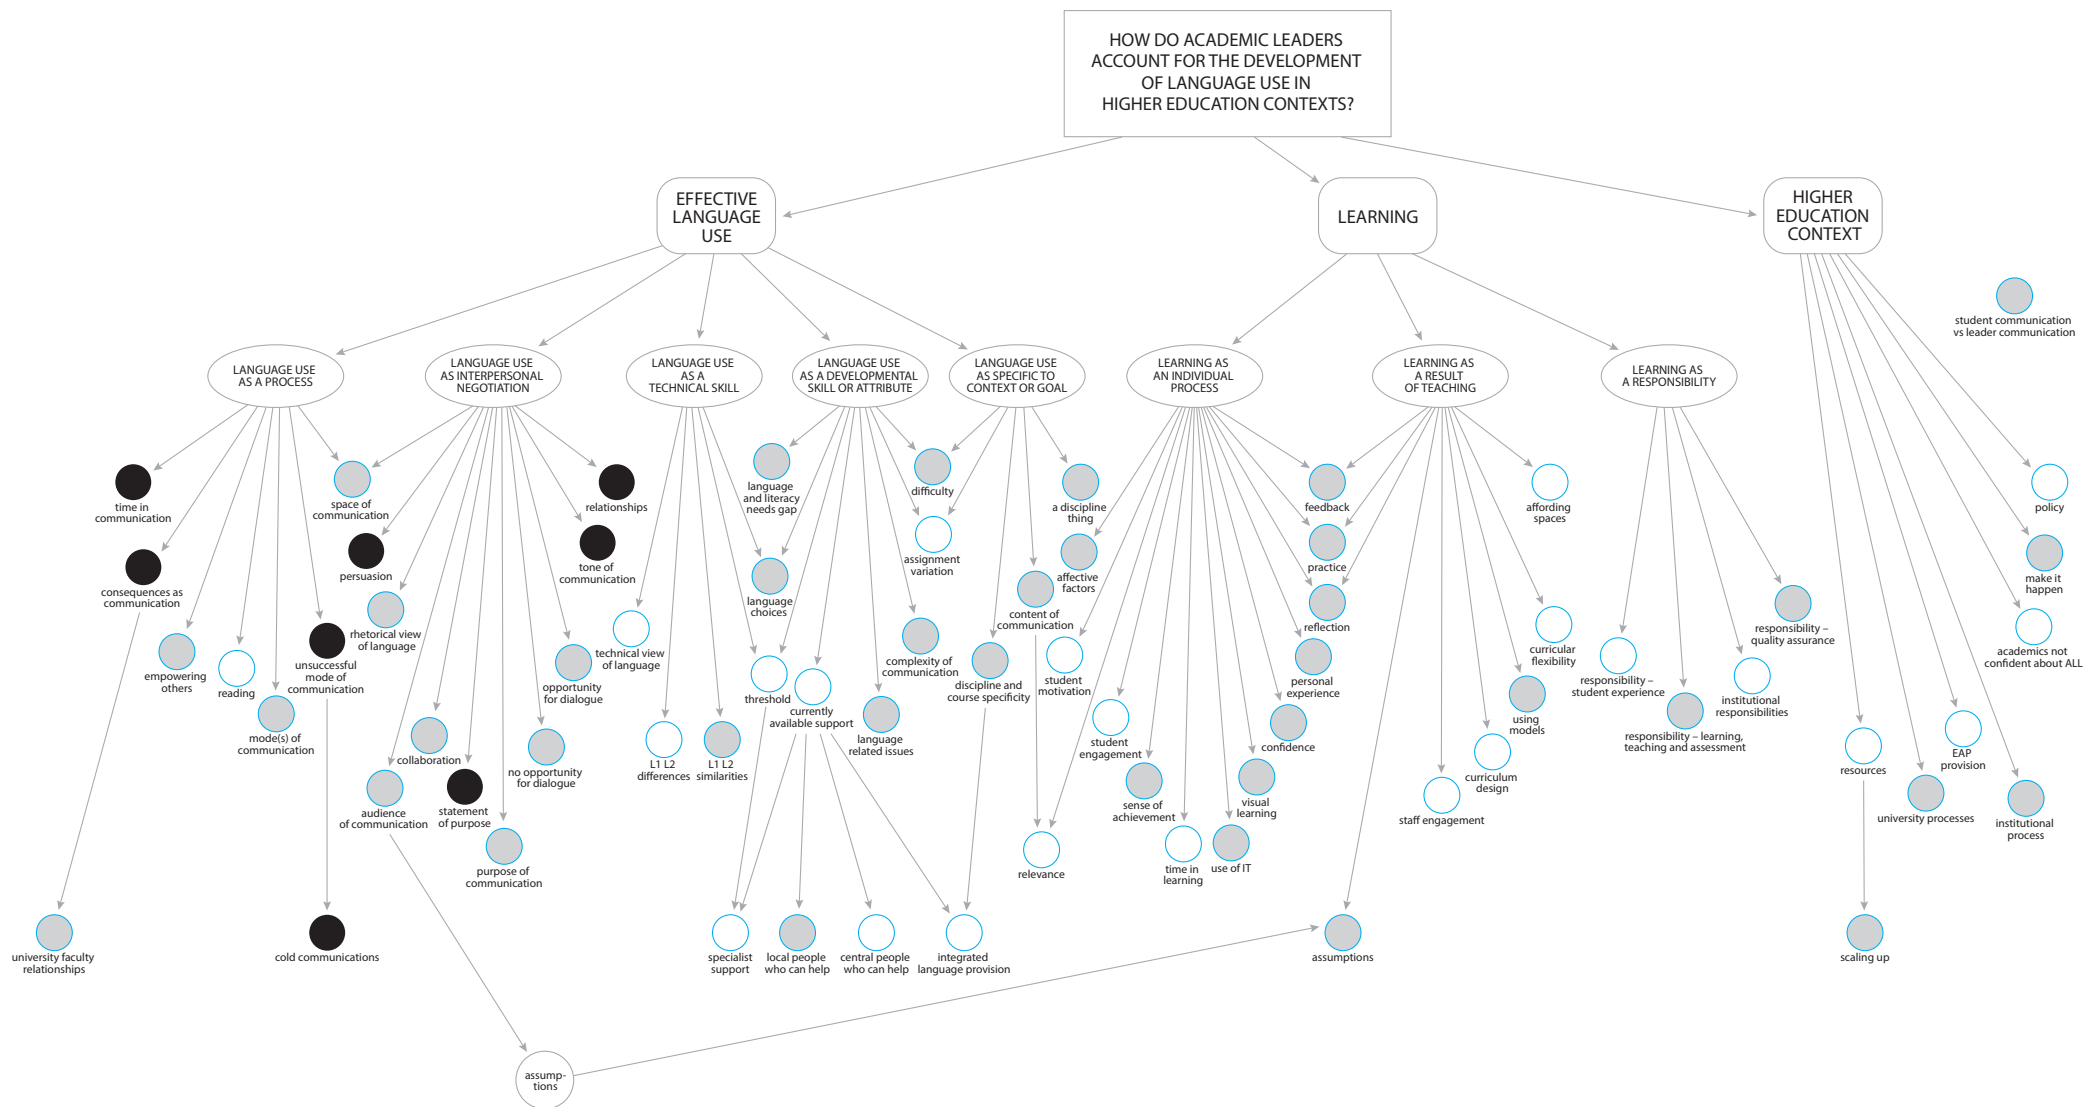 HOW DO ACADEMIC LEADERS
ACCOUNT FOR THE DEVELOPMENT
OF LANGUAGE USE IN
HIGHER EDUCATION CONTEXTS?
EFFECTIVE
LANGUAGE
USE
LEARNING
HIGHER
EDUCATION
CONTEXT
student communication
vs leader communication
LANGUAGE USE
AS A PROCESS
LANGUAGE USE
AS INTERPERSONAL
NEGOTIATION
LANGUAGE USE
AS A
TECHNICAL SKILL
LANGUAGE USE
AS A DEVELOPMENTAL
SKILL OR ATTRIBUTE
LANGUAGE USE
AS SPECIFIC TO
CONTEXT OR GOAL
LEARNING AS
AN INDIVIDUAL
PROCESS
LEARNING AS
A RESULT
OF TEACHING
LEARNING AS
A RESPONSIBILITY
time in
communication
space of
communication
relationships
language
and literacy
needs gap
difficulty
a discipline
thing
feedback
affording
spaces
policy
consequences as
communication
persuasion
tone of
communication
language
choices
assignment
variation
affective
factors
practice
make it
happen
empowering
others
reading
mode(s) of
communication
unsuccessful
mode of
communication
rhetorical view
of language
opportunity
for dialogue
technical view
of language
threshold
currently
available support
complexity of
communication
language
related issues
content of
communication
discipline and
course specificity
student
motivation
reflection
personal
experience
confidence
curricular
flexibility
using
models
responsibility –
student experience
responsibility – learning,
teaching and assessment
institutional
responsibilities
responsibility –
quality assurance
academics not
confident about ALL
collaboration
no opportunity
for dialogue
audience
of communication
statement
of purpose
purpose of
communication
L1 L2
differences
L1 L2
similarities
student
engagement
sense of
achievement
time in
learning
use of IT
visual
learning
relevance
staff engagement
curriculum
design
resources
university processes
EAP
provision
institutional
process
university faculty
relationships
cold communications
specialist
support
local people
who can help
central people
who can help
integrated
language provision
assumptions
scaling up
assump-
tions